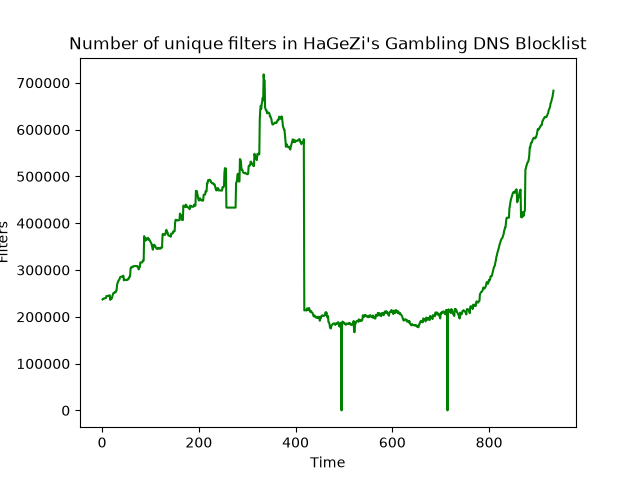 Number of unique filters in HaGeZi's Gambling DNS Blocklist
700000
600000
500000
400000
300000
200000
100000
0
Filters
0 200 400 600 800
Time